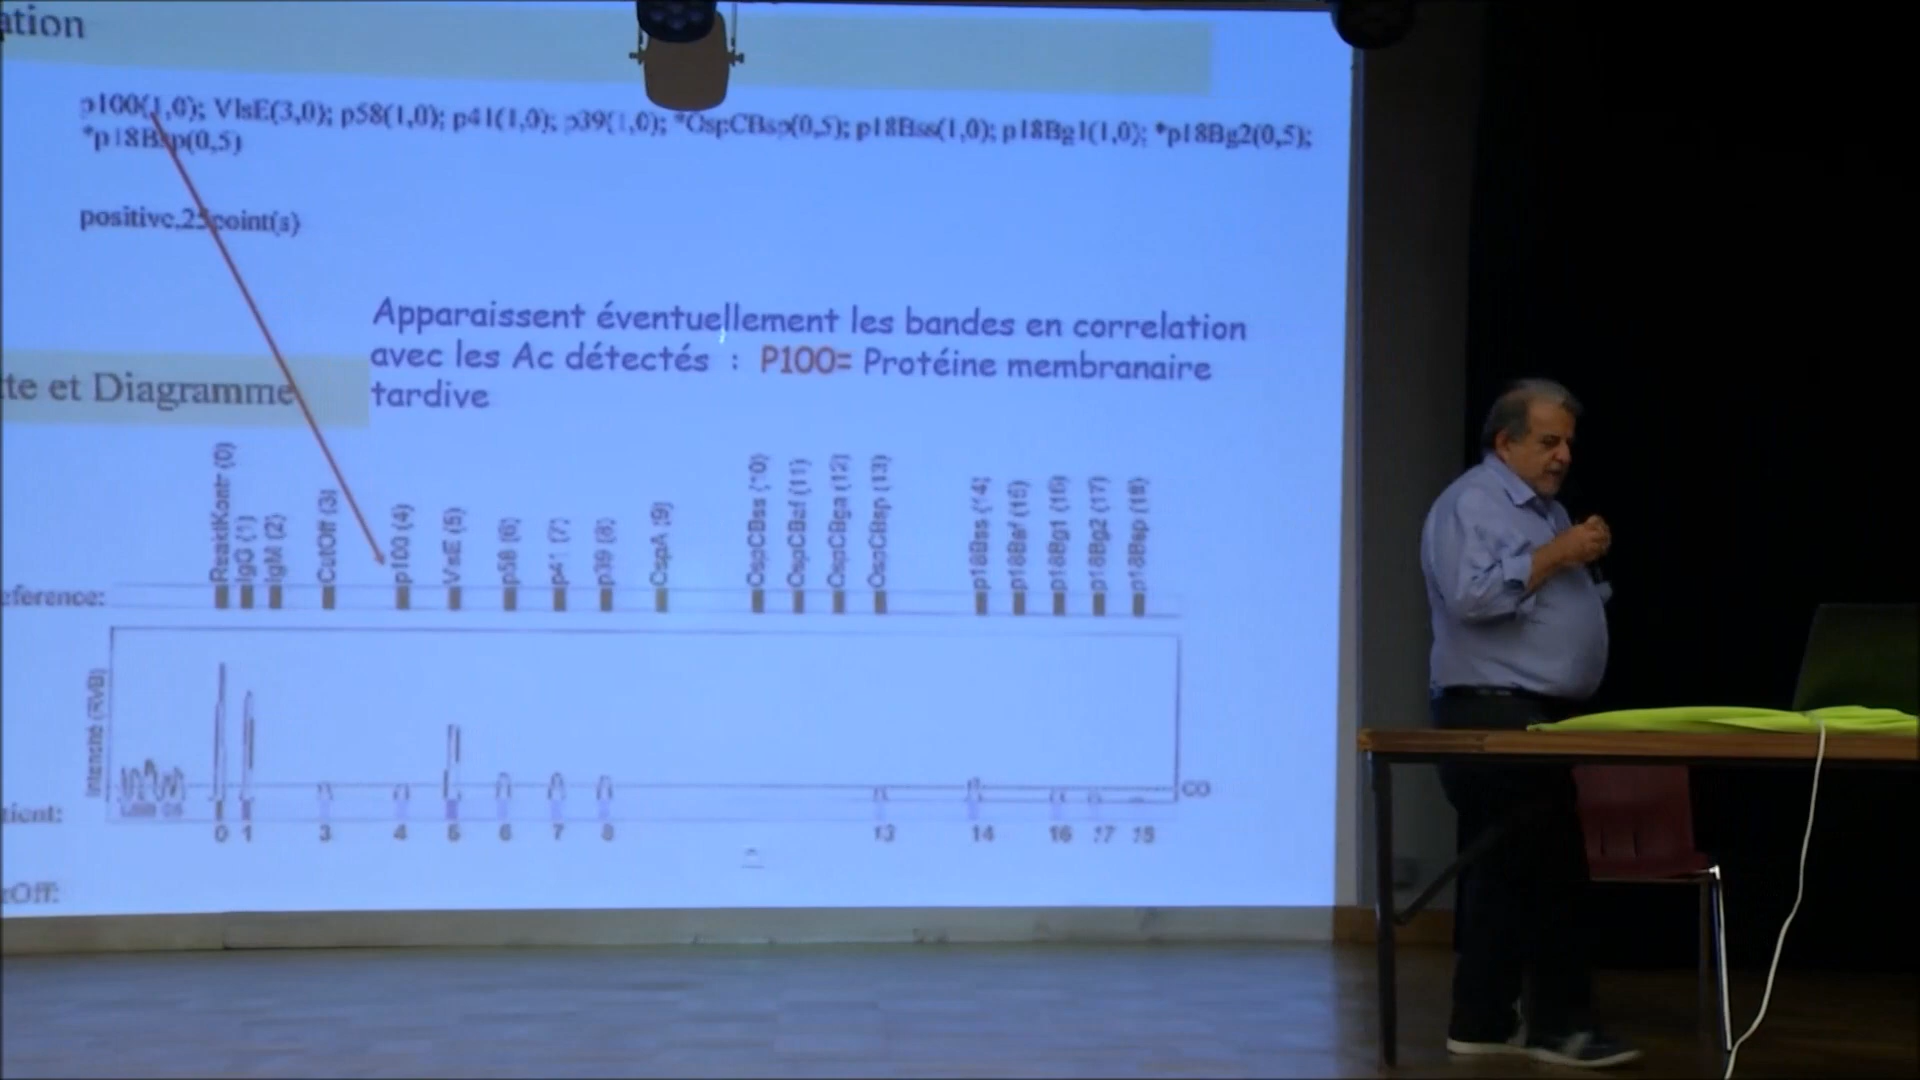 ation
p100(1,0); VlsE(3,0); p58(1,0); p41(1,0); p39(1,0); *OspCBsp(0,5); p18Bss(1,0); p18Bg1(1,0); *p18Bg2(0,5);
*p18Bsp(0,5)
positive,25point(s)
Apparaissent éventuellement les bandes en correlation
avec les Ac détectés : P100= Protéine membranaire
tardive
te et Diagramme
ReaktKontr (0) IgG (1) IgM (2) CutOff (3) p100 (4) VlsE (5) p58 (6) p41 (7) p39 (8) OspA (9) OspCBss (10) OspCBaf (11) OspCBga (12) OspCBsp (13) p18Bss (14) p18Baf (15) p18Bg1 (16) p18Bg2 (17) p18Bsp (18)
eference:
Intensité (RVB)
CO
tient:
0 1 3 4 5 6 7 8 13 14 16 17 18
tOff: